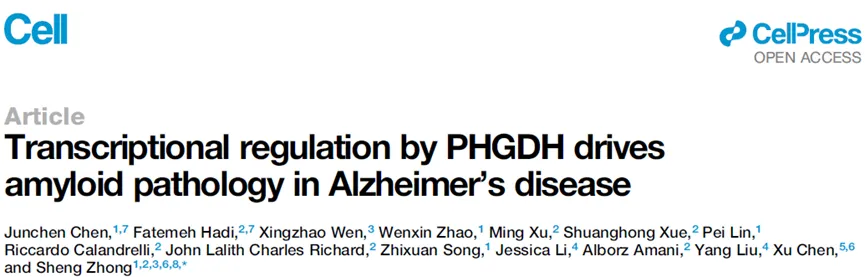 Cell
CellPress
OPEN ACCESS
Article
Transcriptional regulation by PHGDH drives
amyloid pathology in Alzheimer’s disease
Junchen Chen,1,7 Fatemeh Hadi,2,7 Xingzhao Wen,3 Wenxin Zhao,1 Ming Xu,2 Shuanghong Xue,2 Pei Lin,1
Riccardo Calandrelli,2 John Lalith Charles Richard,2 Zhixuan Song,1 Jessica Li,4 Alborz Amani,2 Yang Liu,4 Xu Chen,5,6
and Sheng Zhong1,2,3,6,8,*